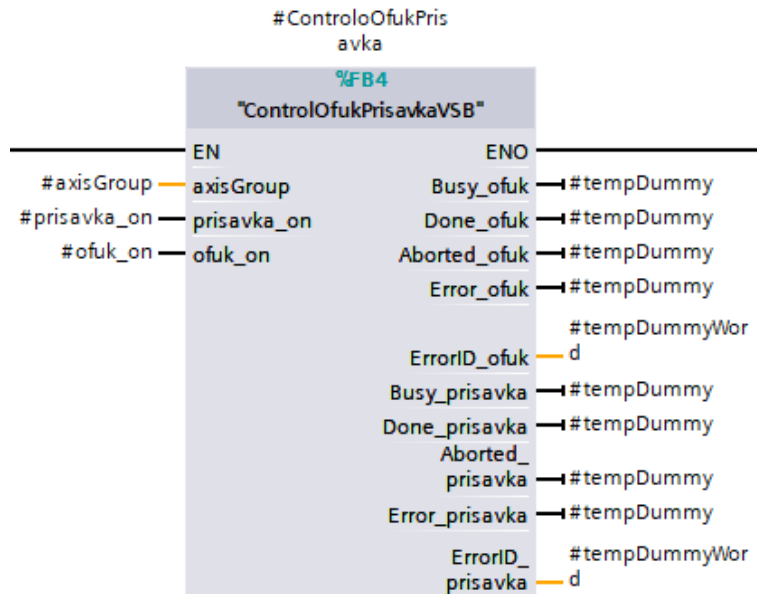 #ControloOfukPris
avka
%FB4
"ControlOfukPrisavkaVSB"
EN ENO
#axisGroup axisGroup Busy_ofuk #tempDummy
#prisavka_on prisavka_on Done_ofuk #tempDummy
#ofuk_on ofuk_on Aborted_ofuk #tempDummy
Error_ofuk #tempDummy
#tempDummyWor
ErrorID_ofuk d
Busy_prisavka #tempDummy
Done_prisavka #tempDummy
Aborted_
prisavka #tempDummy
Error_prisavka #tempDummy
ErrorID_ #tempDummyWor
prisavka d